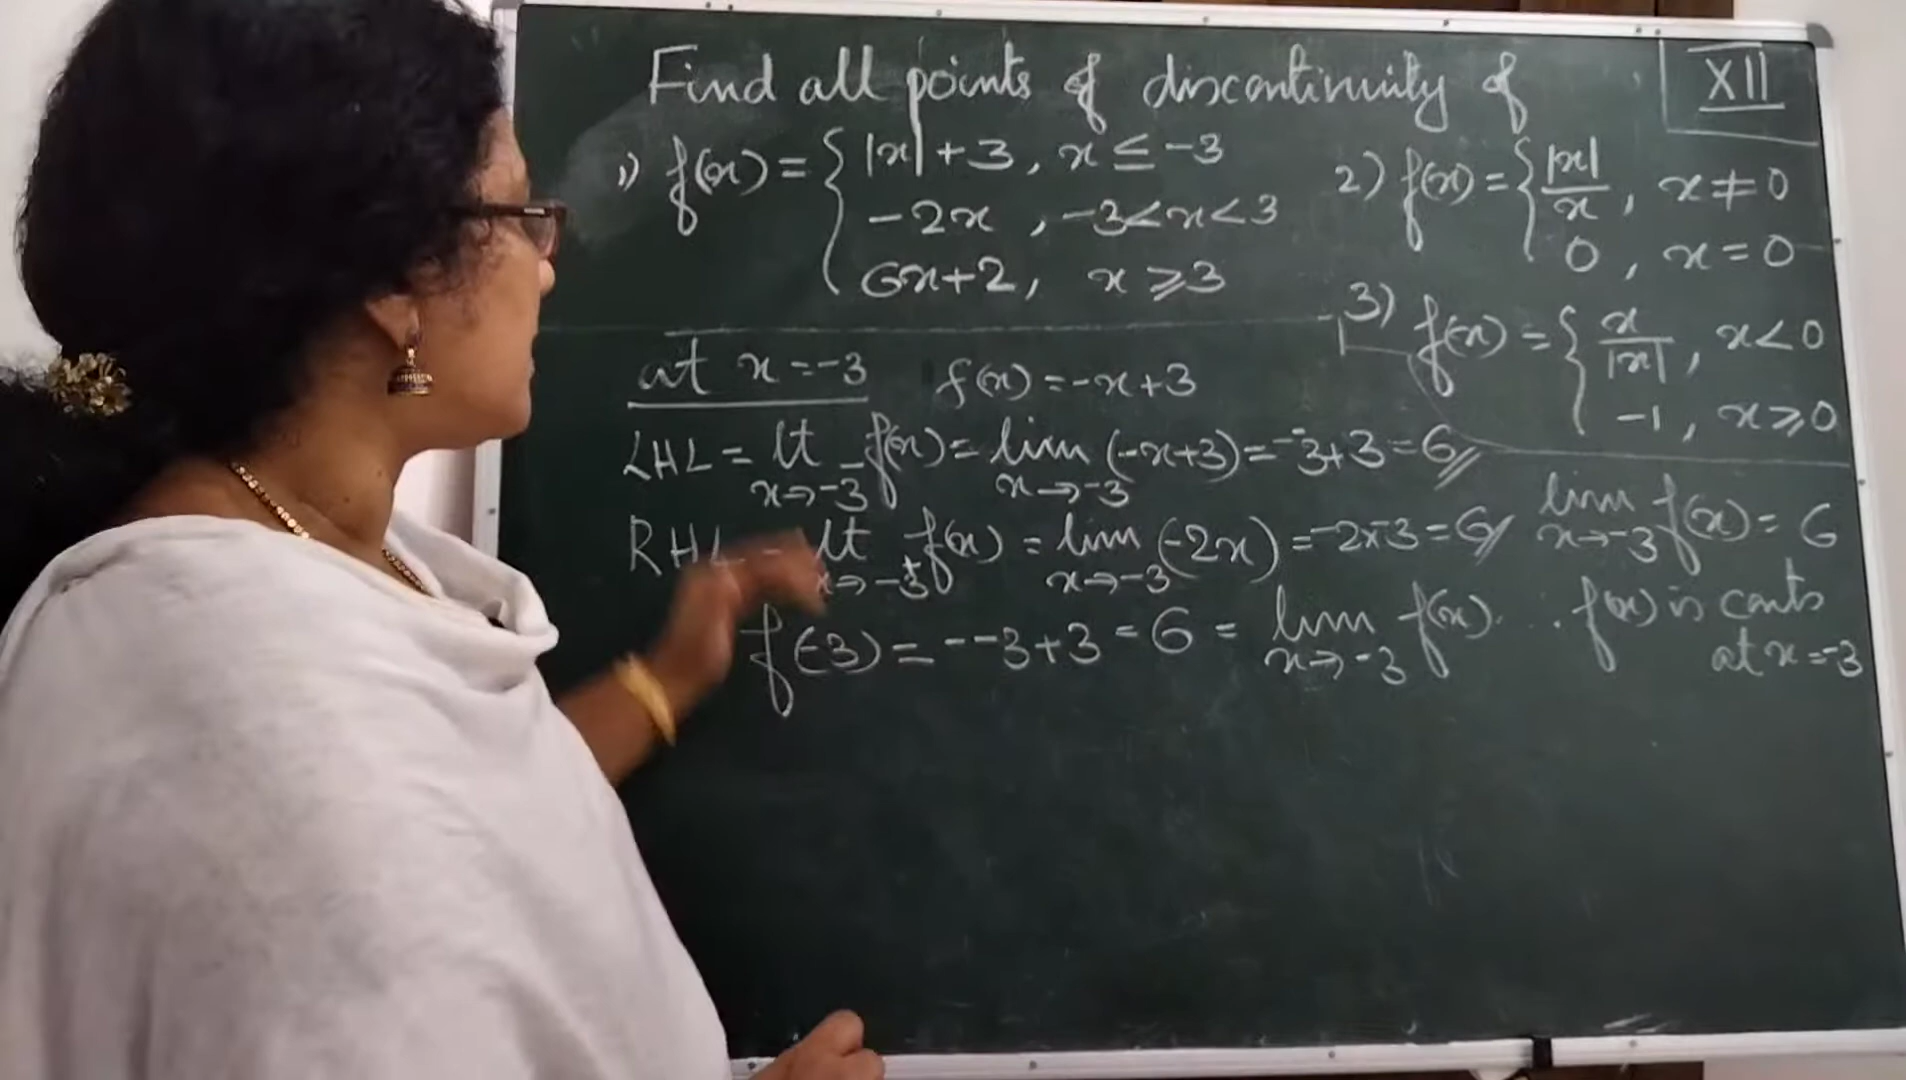 Find all points of discontinuity of
XII
1) f(x) = { |x| + 3, x ≤ -3
-2x , -3 < x < 3
6x+2, x ≥ 3
2) f(x) = { |x|/x , x ≠ 0
0 , x = 0
3) f(x) = { x/|x| , x < 0
-1 , x ≥ 0
at x = -3 f(x) = -x+3
LHL = lt x→-3⁻ f(x) = lim x→-3 (-x+3) = --3+3 = 6
RHL = lt x→-3⁺ f(x) = lim x→-3 (-2x) = -2x-3 = 6
lim x→-3 f(x) = 6
f(-3) = --3+3 = 6 = lim x→-3 f(x). ∴ f(x) is conts
at x = -3